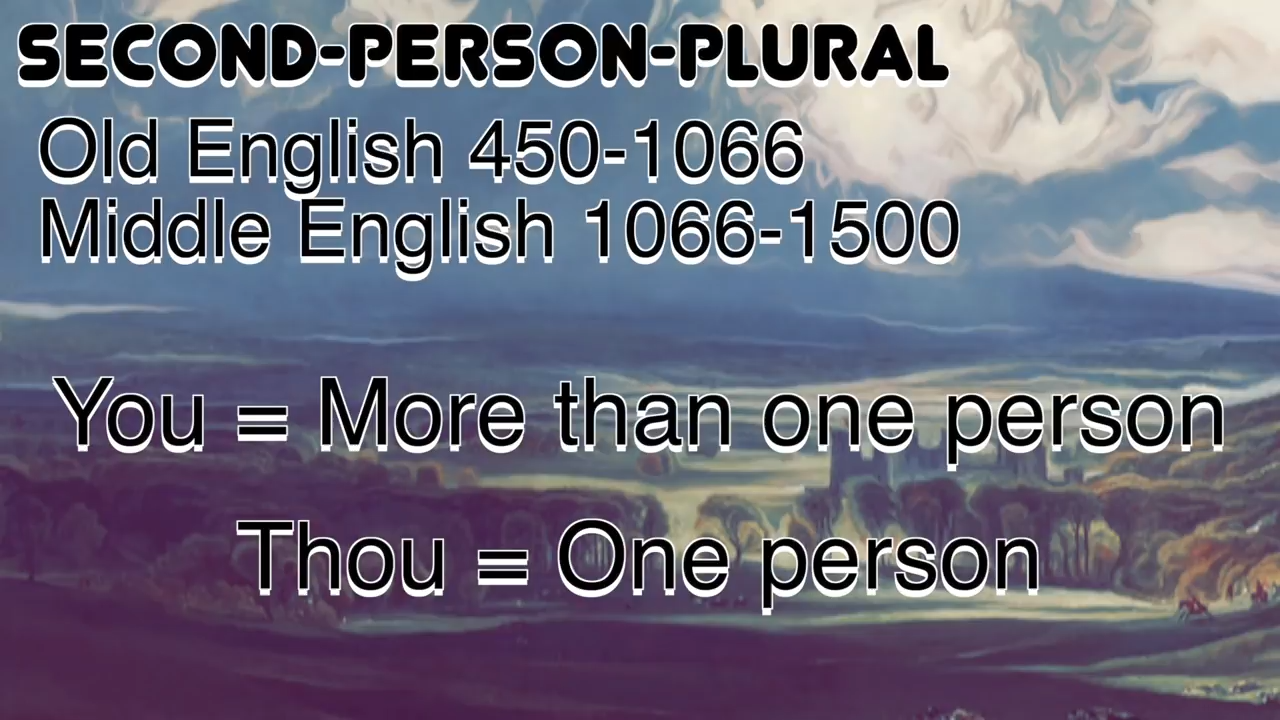 SECOND-PERSON-PLURAL
Old English 450-1066
Middle English 1066-1500
You = More than one person
Thou = One person